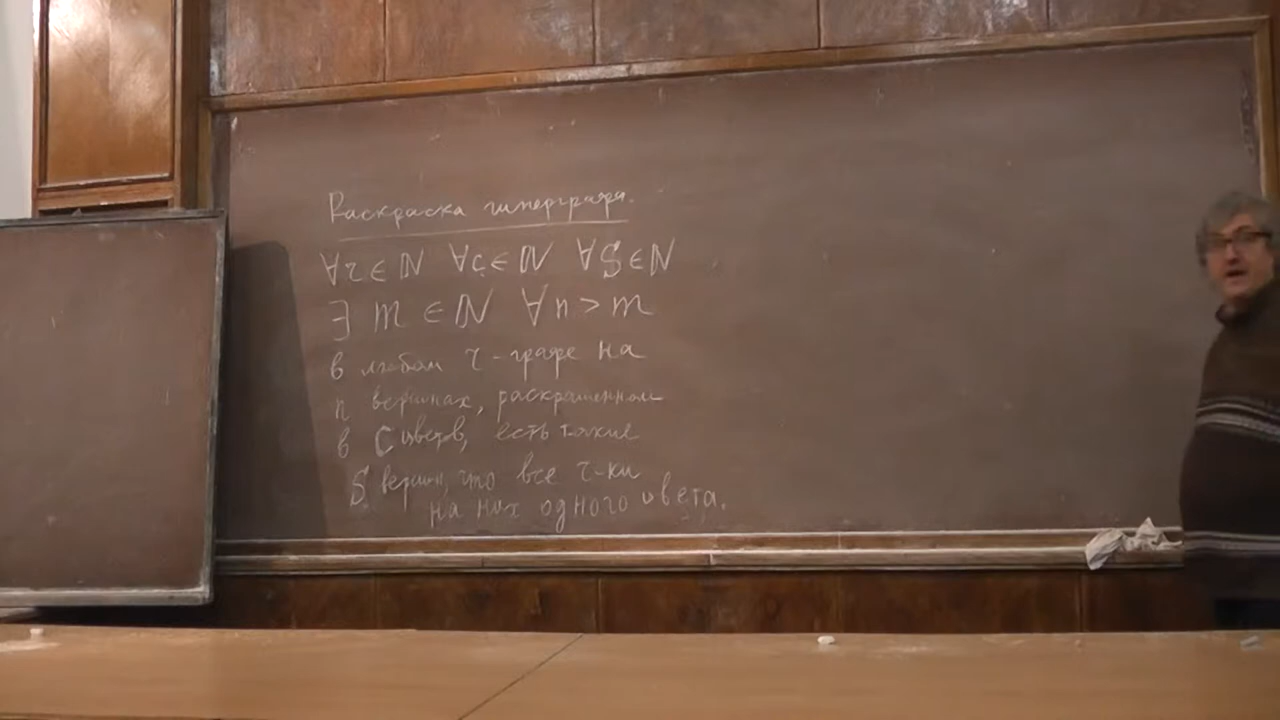 Раскраска гиперграфа.
∀r∈ℕ ∀c∈ℕ ∀S∈ℕ
∃ m ∈ ℕ ∀n > m
в любом r-графе на
n вершинах, раскрашенном
в C цветов, есть такие
S вершин, что все r-ки
на них одного цвета.